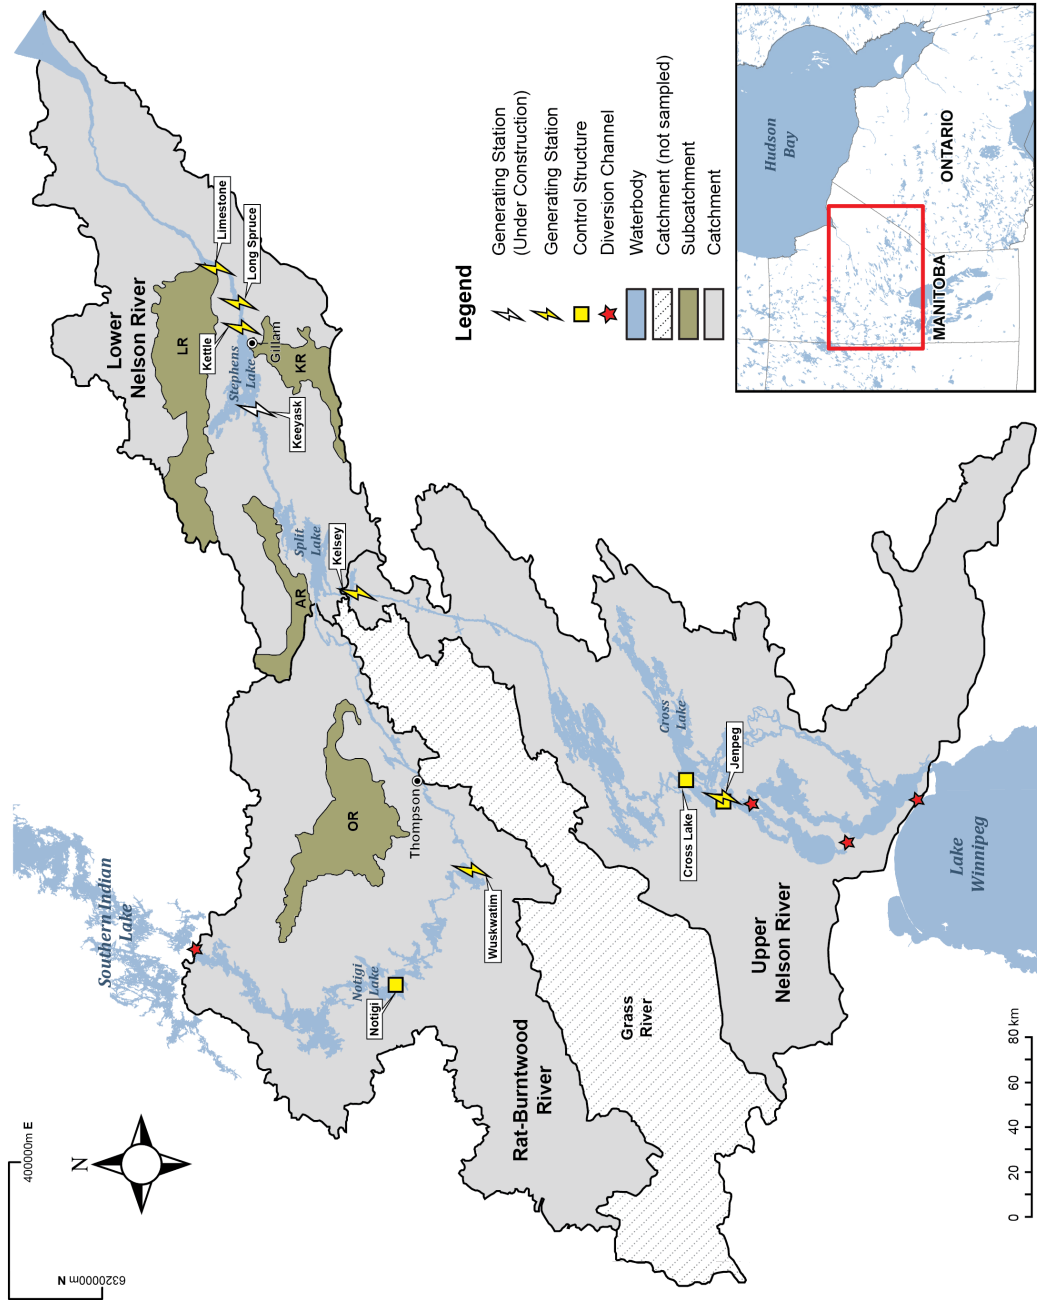 400000m E
6320000m N
N
Southern Indian
Lake
Notigi
Lake
Notigi
Wuskwatim
Thompson
OR
Rat-Burntwood
River
Grass
River
Upper
Nelson River
Cross Lake
Jenpeg
Cross
Lake
Lake
Winnipeg
AR
Split
Lake
Kelsey
Lower
Nelson River
LR
Kettle
Stephens
Lake
Gillam
KR
Keeyask
Long Spruce
Limestone
0 20 40 60 80 km
Legend
Generating Station
(Under Construction)
Generating Station
Control Structure
Diversion Channel
Waterbody
Catchment (not sampled)
Subcatchment
Catchment
Hudson
Bay
ONTARIO
MANITOBA